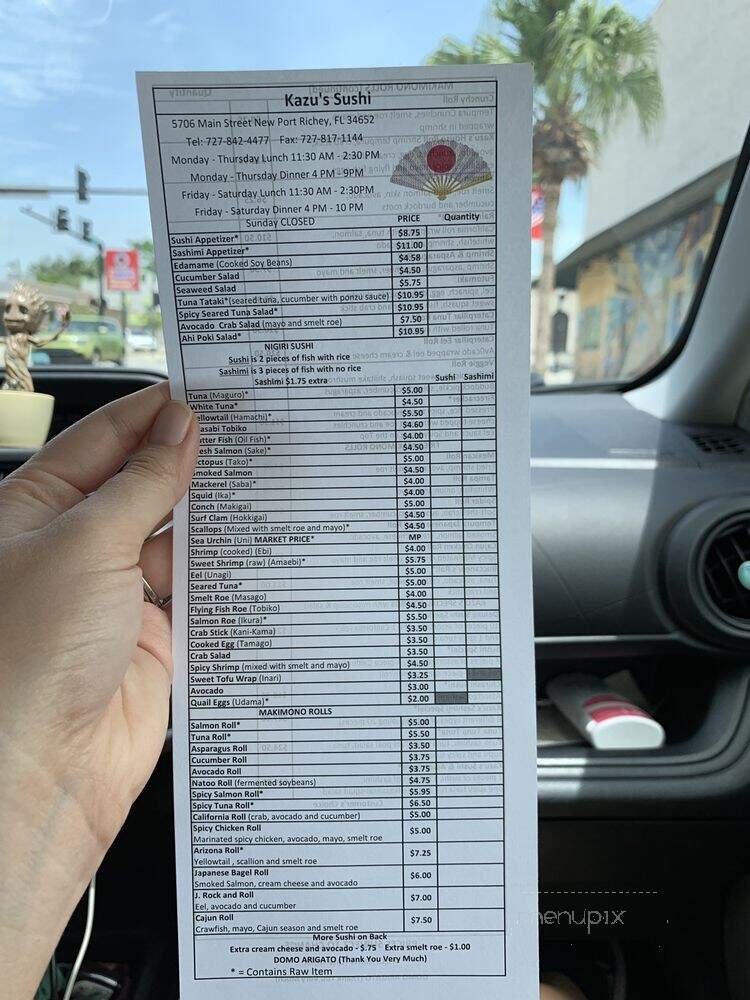 Kazu's Sushi
5706 Main Street New Port Richey, FL 34652
Tel: 727-842-4477 Fax: 727-817-1144
Monday - Thursday Lunch 11:30 AM - 2:30 PM
Monday - Thursday Dinner 4 PM - 9PM
Friday - Saturday Lunch 11:30 AM - 2:30PM
Friday - Saturday Dinner 4 PM - 10 PM
Sunday CLOSED
PRICE Quantity
Sushi Appetizer* $8.75
Sashimi Appetizer* $11.00
Edamame (Cooked Soy Beans) $4.58
Cucumber Salad $4.50
Seaweed Salad $5.75
Tuna Tataki*(seared tuna, cucumber with ponzu sauce) $10.95
Spicy Seared Tuna Salad* $10.95
Avocado Crab Salad (mayo and smelt roe) $7.50
Ahi Poki Salad* $10.95
NIGIRI SUSHI
Sushi is 2 pieces of fish with rice
Sashimi is 3 pieces of fish with no rice
Sashimi $1.75 extra
Sushi Sashimi
Tuna (Maguro)* $5.00
White Tuna* $4.50
ellowtail (Hamachi)* $5.50
asabi Tobiko $4.60
utter Fish (Oil Fish)* $4.00
esh Salmon (Sake)* $4.50
ctopus (Tako)* $5.00
moked Salmon $4.50
Mackerel (Saba)* $4.00
Squid (Ika)* $4.00
Conch (Makigai) $5.00
Surf Clam (Hokkigai) $4.50
Scallops (Mixed with smelt roe and mayo)* $4.50
Sea Urchin (Uni) MARKET PRICE* MP
Shrimp (cooked) (Ebi) $4.00
Sweet Shrimp (raw) (Amaebi)* $5.75
Eel (Unagi) $5.00
Seared Tuna* $5.00
Smelt Roe (Masago) $4.00
Flying Fish Roe (Tobiko) $4.50
Salmon Roe (Ikura)* $5.50
Crab Stick (Kani-Kama) $3.50
Cooked Egg (Tamago) $3.50
Crab Salad $3.50
Spicy Shrimp (mixed with smelt and mayo) $4.50
Sweet Tofu Wrap (Inari) $3.25
Avocado $3.00
Quail Eggs (Udama)* $2.00
MAKIMONO ROLLS
Salmon Roll* $5.00
Tuna Roll* $5.50
Asparagus Roll $3.50
Cucumber Roll $3.75
Avocado Roll $3.75
Natoo Roll (fermented soybeans) $4.75
Spicy Salmon Roll* $5.95
Spicy Tuna Roll* $6.50
California Roll (crab, avocado and cucumber) $5.00
Spicy Chicken Roll
Marinated spicy chicken, avocado, mayo, smelt roe $5.00
Arizona Roll*
Yellowtail , scallion and smelt roe $7.25
Japanese Bagel Roll
Smoked Salmon, cream cheese and avocado $6.00
J. Rock and Roll
Eel, avocado and cucumber $7.00
Cajun Roll
Crawfish, mayo, Cajun season and smelt roe $7.50
More Sushi on Back
Extra cream cheese and avocado - $.75 Extra smelt roe - $1.00
DOMO ARIGATO (Thank You Very Much)
* = Contains Raw Item
menupix